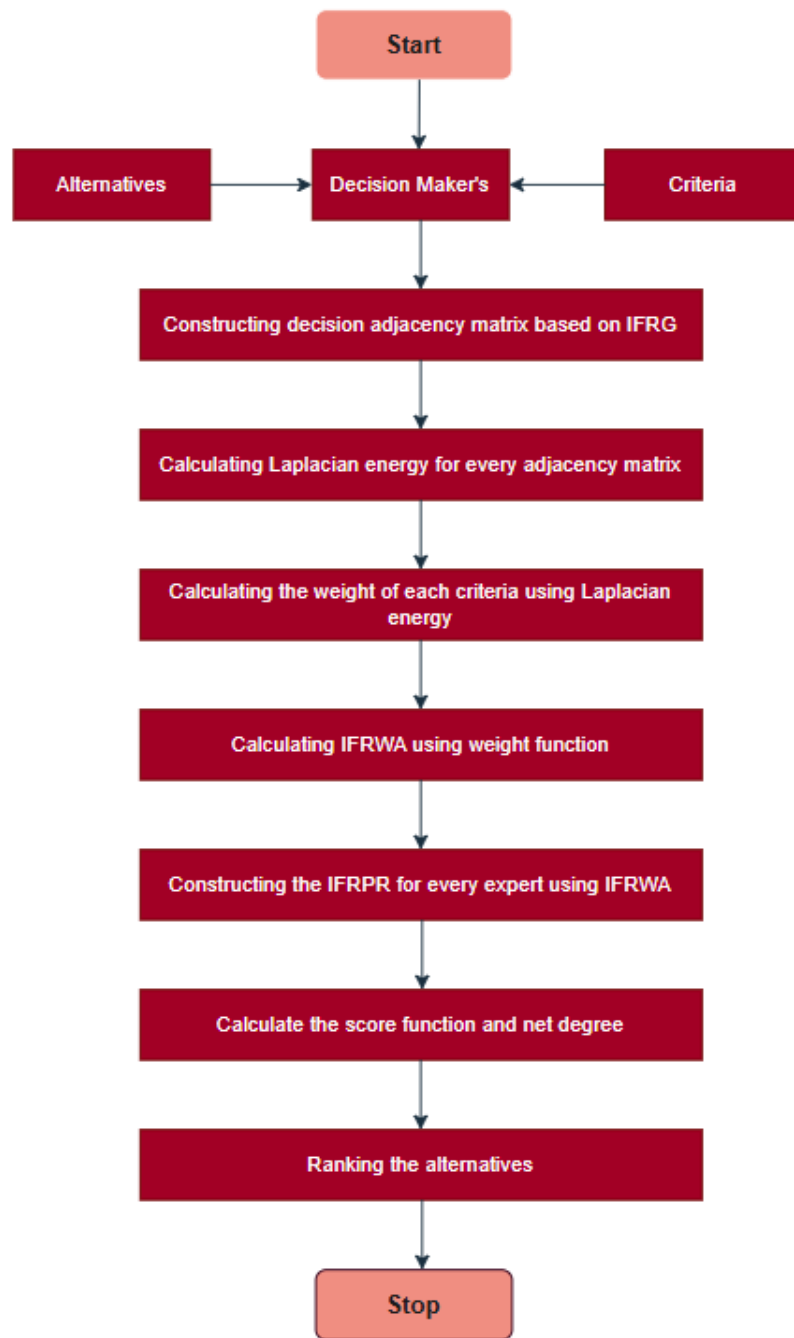 Start
Alternatives
Decision Maker's
Criteria
Constructing decision adjacency matrix based on IFRG
Calculating Laplacian energy for every adjacency matrix
Calculating the weight of each criteria using Laplacian
energy
Calculating IFRWA using weight function
Constructing the IFRPR for every expert using IFRWA
Calculate the score function and net degree
Ranking the alternatives
Stop